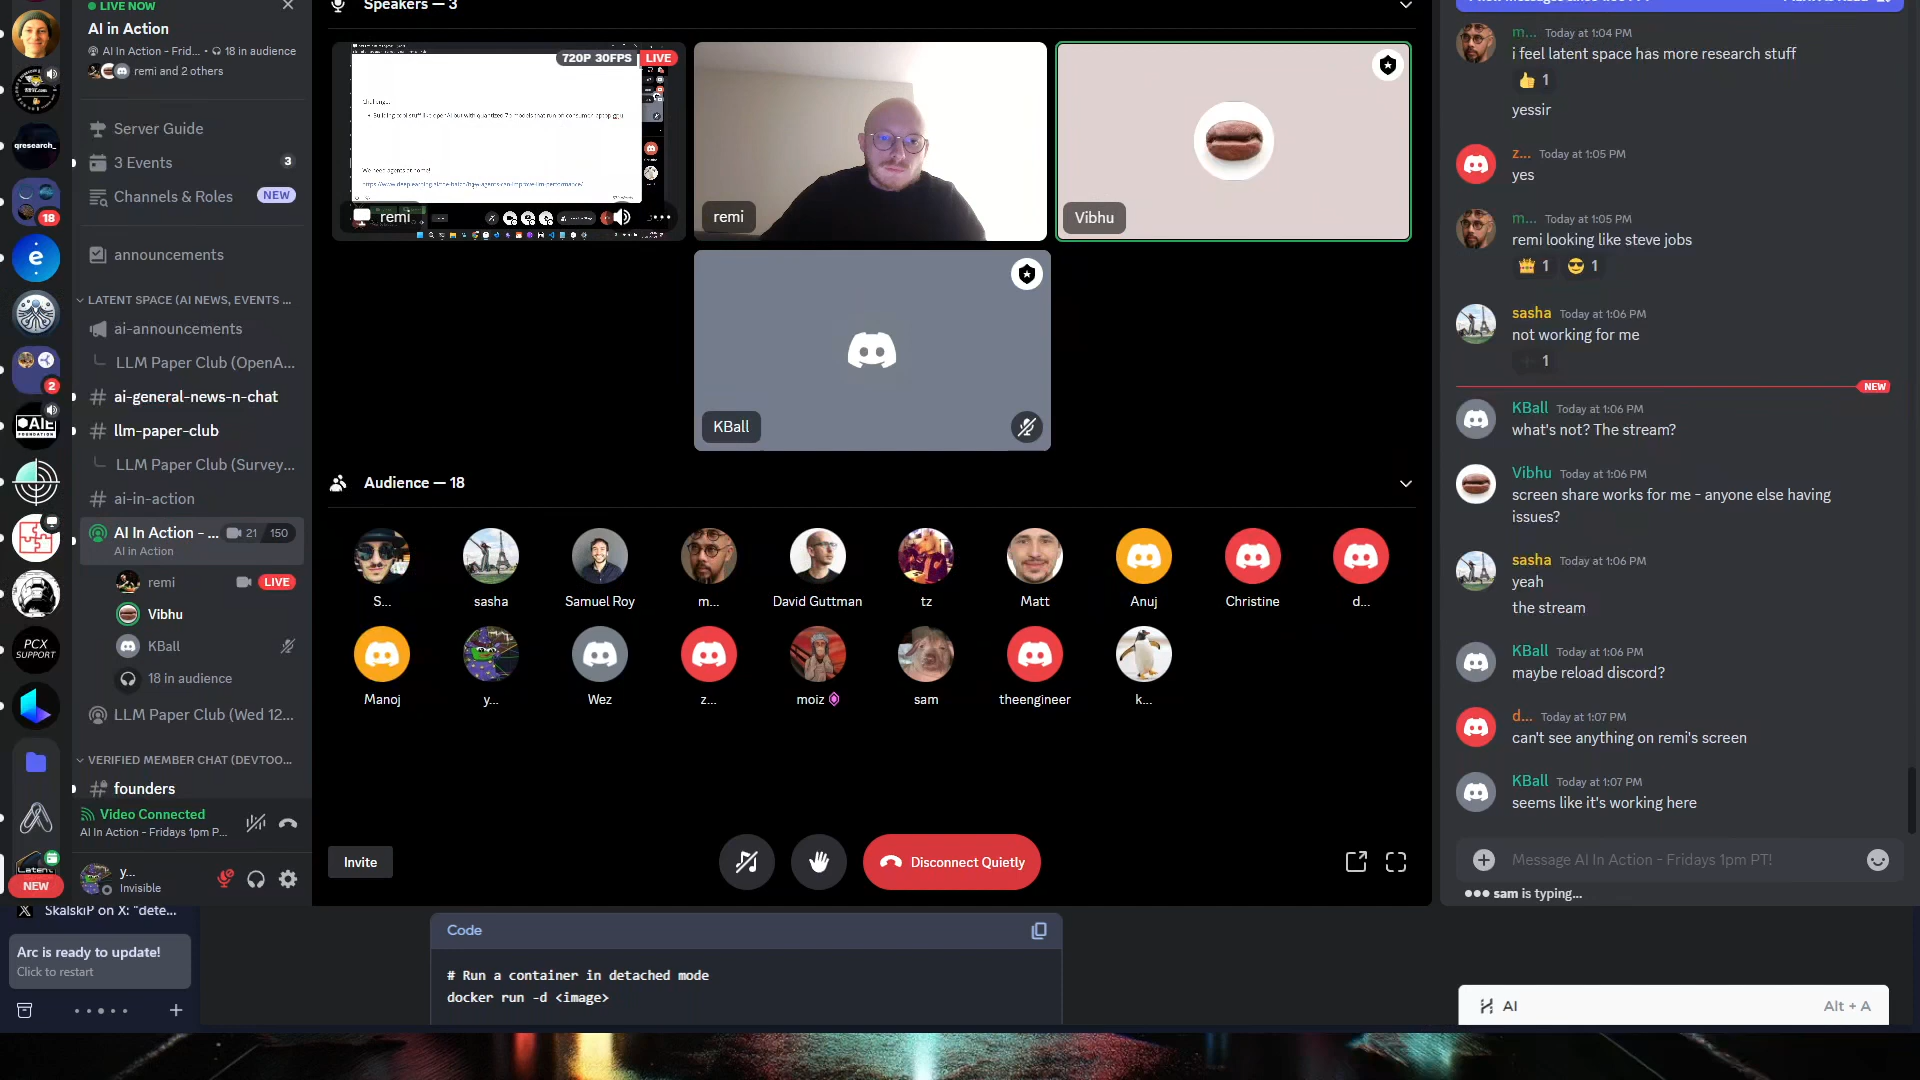 LIVE NOW
AI in Action
AI In Action - Frid... • 18 in audience
remi and 2 others
Server Guide
3 Events
3
Channels & Roles
NEW
announcements
LATENT SPACE (AI NEWS, EVENTS ...
ai-announcements
LLM Paper Club (OpenA...
ai-general-news-n-chat
llm-paper-club
LLM Paper Club (Survey...
ai-in-action
AI In Action - ...
21
150
AI in Action
remi
LIVE
Vibhu
KBall
18 in audience
LLM Paper Club (Wed 12...
VERIFIED MEMBER CHAT (DEVTOO...
founders
Video Connected
AI In Action - Fridays 1pm P...
y...
Invisible
qresearch_
18
e
2
AIE
FOUNDATION
PCX
SUPPORT
NEW
Speakers — 3
720P 30FPS
LIVE
We need agents at home!
remi
remi
Vibhu
KBall
Audience — 18
S...
sasha
Samuel Roy
m...
David Guttman
tz
Matt
Anuj
Christine
d...
Manoj
y...
Wez
z...
moiz
sam
theengineer
k...
Invite
Disconnect Quietly
m... Today at 1:04 PM
i feel latent space has more research stuff
1
yessir
z... Today at 1:05 PM
yes
m... Today at 1:05 PM
remi looking like steve jobs
1
1
sasha Today at 1:06 PM
not working for me
1
NEW
KBall Today at 1:06 PM
what's not? The stream?
Vibhu Today at 1:06 PM
screen share works for me - anyone else having
issues?
sasha Today at 1:06 PM
yeah
the stream
KBall Today at 1:06 PM
maybe reload discord?
d... Today at 1:07 PM
can't see anything on remi's screen
KBall Today at 1:07 PM
seems like it's working here
Message AI In Action - Fridays 1pm PT!
sam is typing...
SkalskiP on X: "dete...
Arc is ready to update!
Click to restart
Code
# Run a container in detached mode
docker run -d <image>
AI
Alt + A